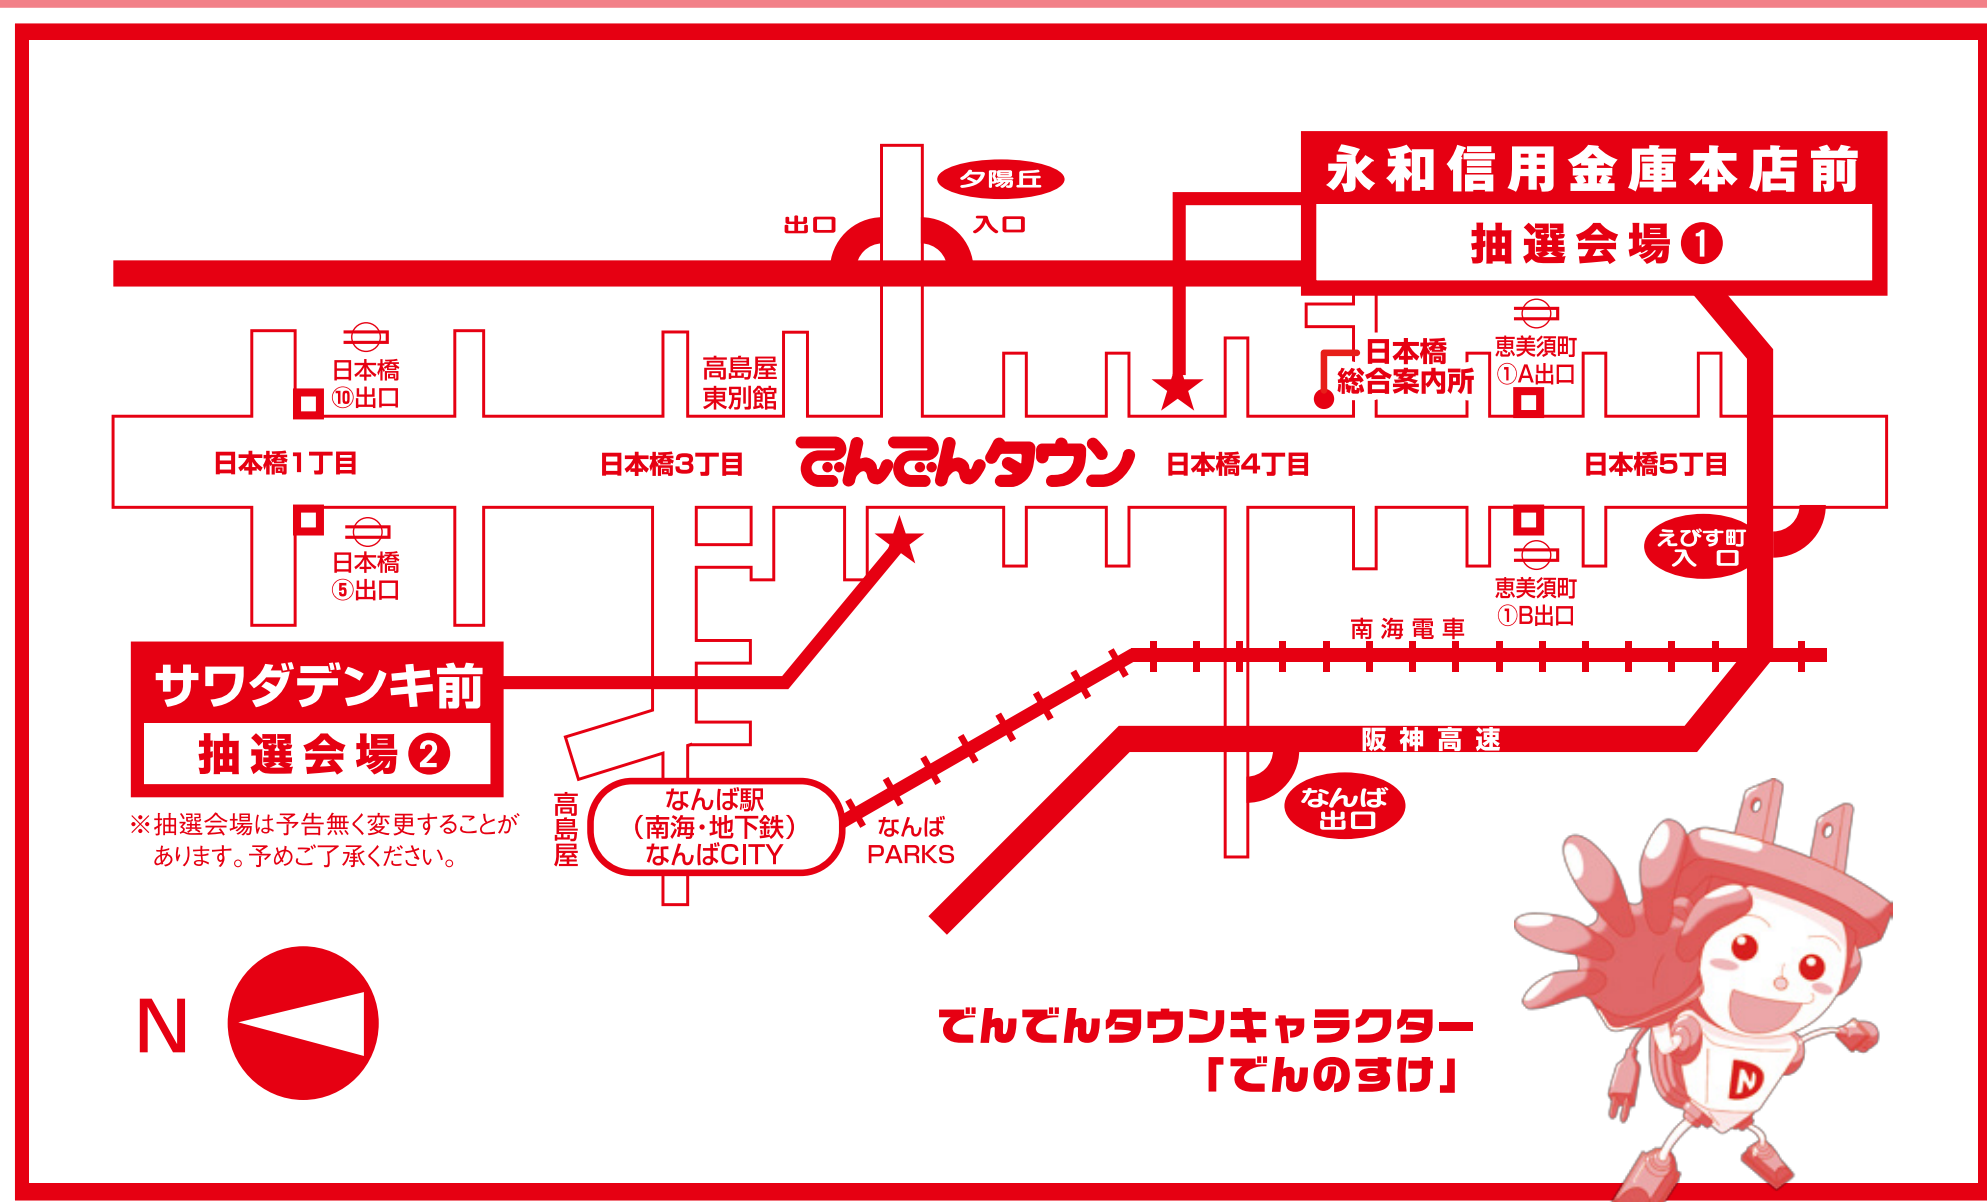 夕陽丘
出口
入口
永和信用金庫本店前
抽選会場❶
日本橋
⑩出口
高島屋
東別館
日本橋
総合案内所
恵美須町
①A出口
日本橋1丁目
日本橋3丁目
でんでんタウン
日本橋4丁目
日本橋5丁目
日本橋
⑤出口
えびす町
入口
恵美須町
①B出口
南海電車
サワダデンキ前
抽選会場❷
※抽選会場は予告無く変更することが
あります。予めご了承ください。
阪神高速
高島屋
なんば駅
（南海・地下鉄）
なんばCITY
なんば
PARKS
なんば
出口
N
でんでんタウンキャラクター
「でんのすけ」
D
N